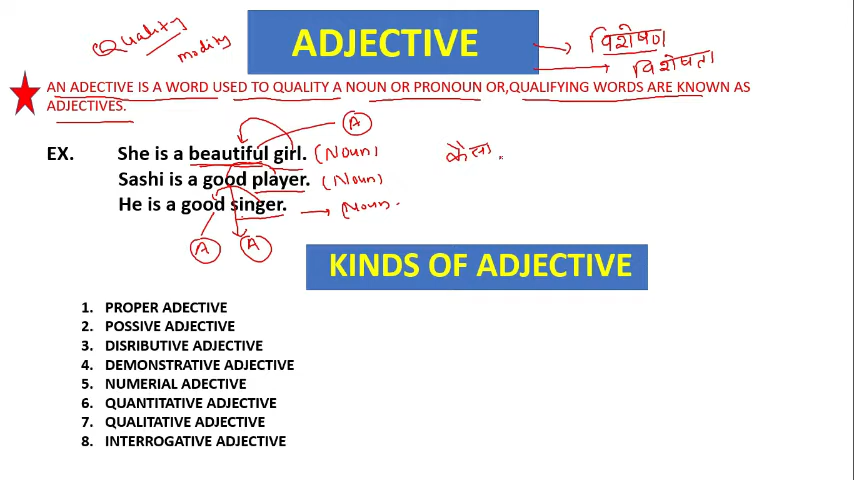 Quality
modity
ADJECTIVE
विशेषण
विशेषता
AN ADECTIVE IS A WORD USED TO QUALITY A NOUN OR PRONOUN OR,QUALIFYING WORDS ARE KNOWN AS
ADJECTIVES.
A
EX. She is a beautiful girl. (Noun)
कैसा
Sashi is a good player. (Noun)
He is a good singer. Noun.
A A
KINDS OF ADJECTIVE
1. PROPER ADECTIVE
2. POSSIVE ADJECTIVE
3. DISRIBUTIVE ADJECTIVE
4. DEMONSTRATIVE ADJECTIVE
5. NUMERIAL ADECTIVE
6. QUANTITATIVE ADJECTIVE
7. QUALITATIVE ADJECTIVE
8. INTERROGATIVE ADJECTIVE